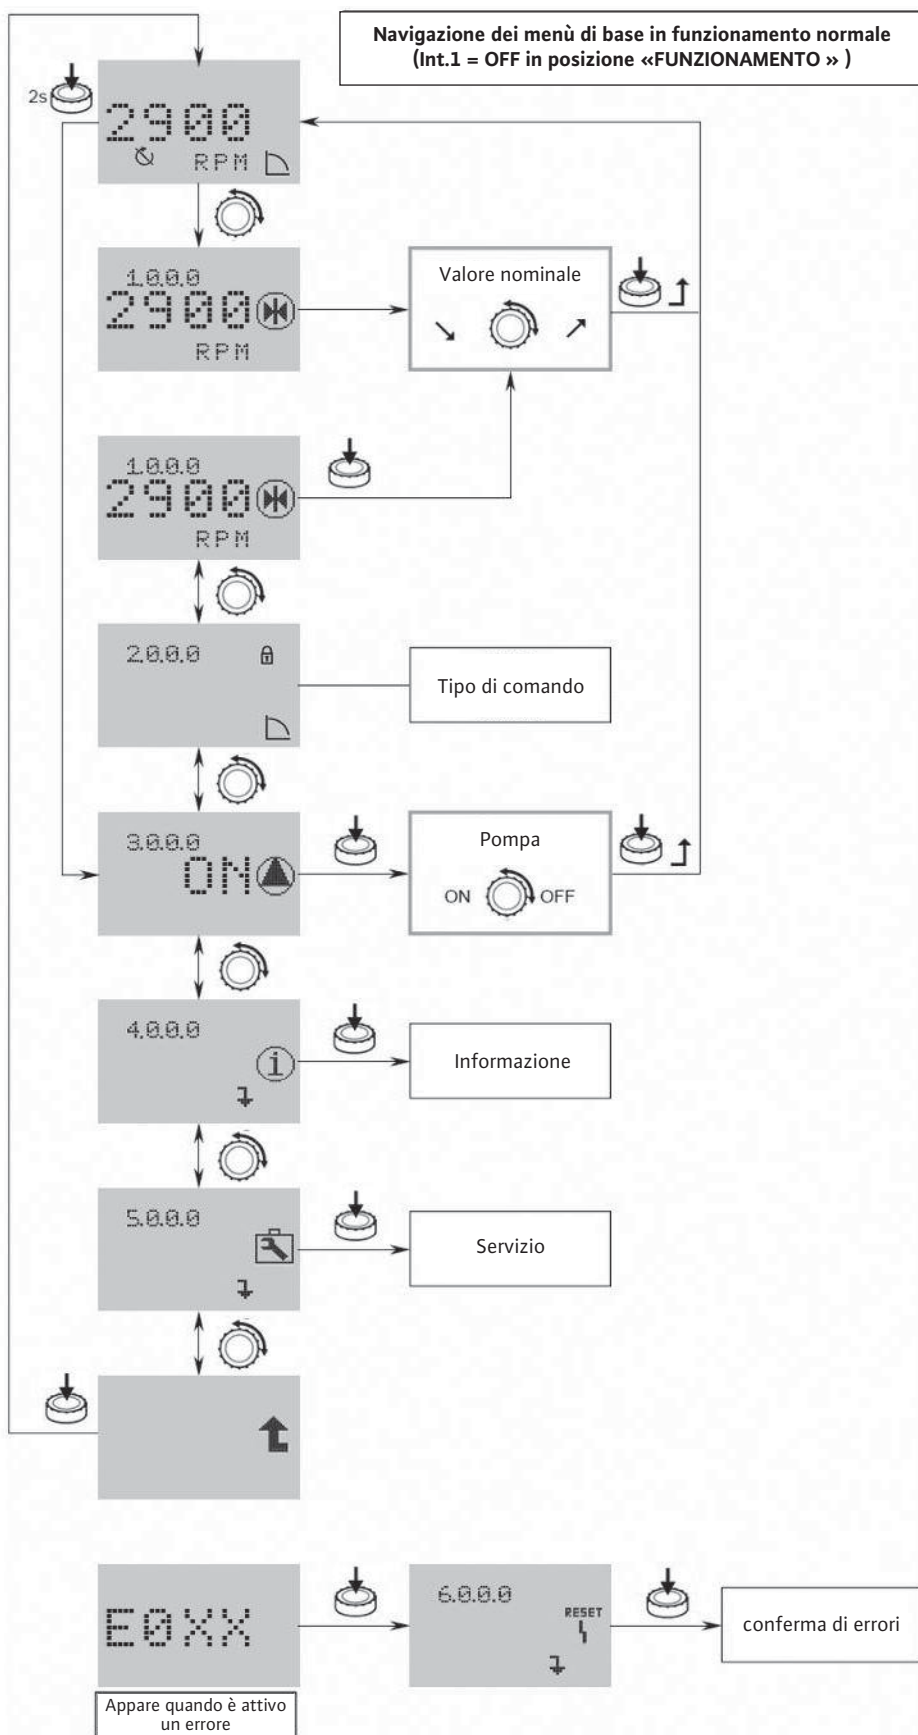 Navigazione dei menù di base in funzionamento normale
(Int.1 = OFF in posizione «FUNZIONAMENTO » )
2s
2900
RPM
1.0.0.0
2900
RPM
Valore nominale
1.0.0.0
2900
RPM
2.0.0.0
Tipo di comando
3.0.0.0
ON
Pompa
ON OFF
4.0.0.0
i
Informazione
5.0.0.0
Servizio
E0XX
6.0.0.0
RESET
conferma di errori
Appare quando è attivo
un errore